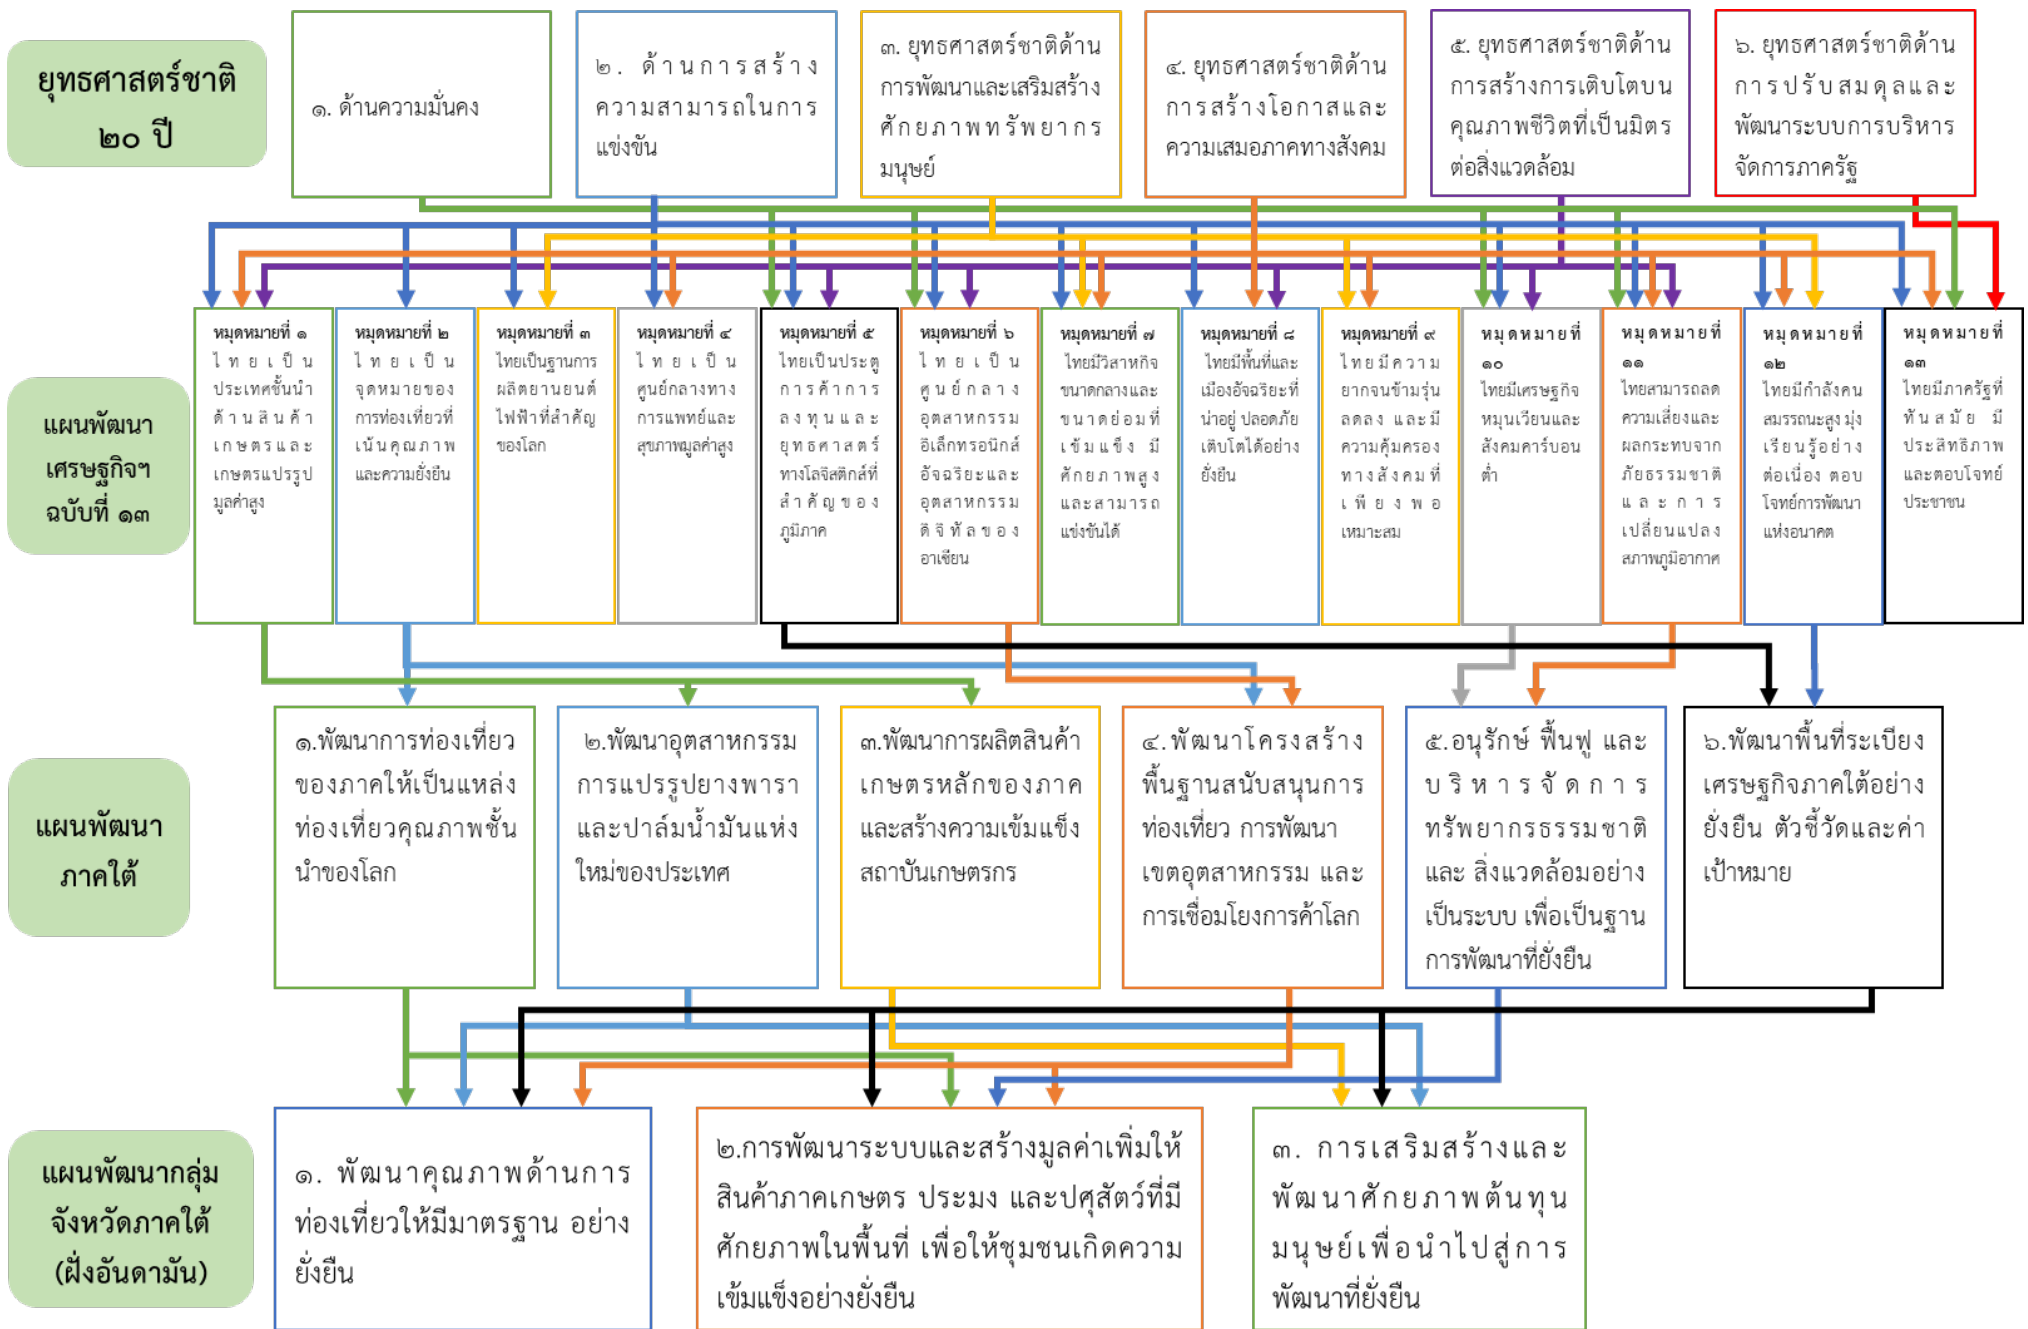 ยุทธศาสตร์ชาติ
๒๐ ปี
๑. ด้านความมั่นคง
๒. ด้านการสร้าง
ความสามารถในการ
แข่งขัน
๓. ยุทธศาสตร์ชาติด้าน
การพัฒนาและเสริมสร้าง
ศักยภาพทรัพยากร
มนุษย์
๔. ยุทธศาสตร์ชาติด้าน
การสร้างโอกาสและ
ความเสมอภาคทางสังคม
๕. ยุทธศาสตร์ชาติด้าน
การสร้างการเติบโตบน
คุณภาพชีวิตที่เป็นมิตร
ต่อสิ่งแวดล้อม
๖. ยุทธศาสตร์ชาติด้าน
การปรับสมดุลและ
พัฒนาระบบการบริหาร
จัดการภาครัฐ
แผนพัฒนา
เศรษฐกิจฯ
ฉบับที่ ๑๓
หมุดหมายที่ ๑
ไทยเป็น
ประเทศชั้นนำ
ด้านสินค้า
เกษตรและ
เกษตรแปรรูป
มูลค่าสูง
หมุดหมายที่ ๒
ไทยเป็น
จุดหมายของ
การท่องเที่ยวที่
เน้นคุณภาพ
และความยั่งยืน
หมุดหมายที่ ๓
ไทยเป็นฐานการ
ผลิตยานยนต์
ไฟฟ้าที่สำคัญ
ของโลก
หมุดหมายที่ ๔
ไทยเป็น
ศูนย์กลางทาง
การแพทย์และ
สุขภาพมูลค่าสูง
หมุดหมายที่ ๕
ไทยเป็นประตู
การค้าการ
ลงทุนและ
ยุทธศาสตร์
ทางโลจิสติกส์ที่
สำคัญของ
ภูมิภาค
หมุดหมายที่ ๖
ไทยเป็น
ศูนย์กลาง
อุตสาหกรรม
อิเล็กทรอนิกส์
อัจฉริยะและ
อุตสาหกรรม
ดิจิทัลของ
อาเซียน
หมุดหมายที่ ๗
ไทยมีวิสาหกิจ
ขนาดกลางและ
ขนาดย่อมที่
เข้มแข็ง มี
ศักยภาพสูง
และสามารถ
แข่งขันได้
หมุดหมายที่ ๘
ไทยมีพื้นที่และ
เมืองอัจฉริยะที่
น่าอยู่ ปลอดภัย
เติบโตได้อย่าง
ยั่งยืน
หมุดหมายที่ ๙
ไทยมีความ
ยากจนข้ามรุ่น
ลดลง และมี
ความคุ้มครอง
ทางสังคมที่
เพียงพอ
เหมาะสม
หมุดหมายที่
๑๐
ไทยมีเศรษฐกิจ
หมุนเวียนและ
สังคมคาร์บอน
ต่ำ
หมุดหมายที่
๑๑
ไทยสามารถลด
ความเสี่ยงและ
ผลกระทบจาก
ภัยธรรมชาติ
และการ
เปลี่ยนแปลง
สภาพภูมิอากาศ
หมุดหมายที่
๑๒
ไทยมีกำลังคน
สมรรถนะสูง มุ่ง
เรียนรู้อย่าง
ต่อเนื่อง ตอบ
โจทย์การพัฒนา
แห่งอนาคต
หมุดหมายที่
๑๓
ไทยมีภาครัฐที่
ทันสมัย มี
ประสิทธิภาพ
และตอบโจทย์
ประชาชน
แผนพัฒนา
ภาคใต้
๑.พัฒนาการท่องเที่ยว
ของภาคให้เป็นแหล่ง
ท่องเที่ยวคุณภาพชั้น
นำของโลก
๒.พัฒนาอุตสาหกรรม
การแปรรูปยางพารา
และปาล์มน้ำมันแห่ง
ใหม่ของประเทศ
๓.พัฒนาการผลิตสินค้า
เกษตรหลักของภาค
และสร้างความเข้มแข็ง
สถาบันเกษตรกร
๔.พัฒนาโครงสร้าง
พื้นฐานสนับสนุนการ
ท่องเที่ยว การพัฒนา
เขตอุตสาหกรรม และ
การเชื่อมโยงการค้าโลก
๕.อนุรักษ์ ฟื้นฟู และ
บริหารจัดการ
ทรัพยากรธรรมชาติ
และ สิ่งแวดล้อมอย่าง
เป็นระบบ เพื่อเป็นฐาน
การพัฒนาที่ยั่งยืน
๖.พัฒนาพื้นที่ระเบียง
เศรษฐกิจภาคใต้อย่าง
ยั่งยืน ตัวชี้วัดและค่า
เป้าหมาย
แผนพัฒนากลุ่ม
จังหวัดภาคใต้
(ฝั่งอันดามัน)
๑. พัฒนาคุณภาพด้านการ
ท่องเที่ยวให้มีมาตรฐาน อย่าง
ยั่งยืน
๒.การพัฒนาระบบและสร้างมูลค่าเพิ่มให้
สินค้าภาคเกษตร ประมง และปศุสัตว์ที่มี
ศักยภาพในพื้นที่ เพื่อให้ชุมชนเกิดความ
เข้มแข็งอย่างยั่งยืน
๓. การเสริมสร้างและ
พัฒนาศักยภาพต้นทุน
มนุษย์เพื่อนำไปสู่การ
พัฒนาที่ยั่งยืน